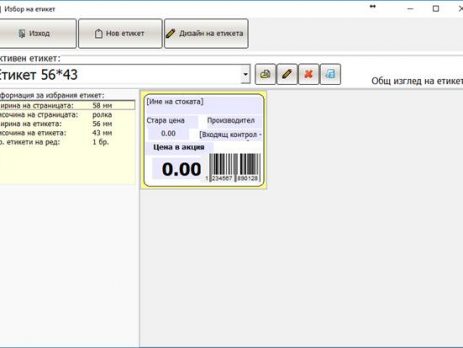 Избор на етикет
Изход
Нов етикет
Дизайн на етикета
ктивен етикет:
Етикет 56*43
Общ изглед на етикет
формация за избрания етикет:
ирина на страницата: 58 мм
сочина на страницата: ролка
ирина на етикета: 56 мм
сочина на етикета: 43 мм
р. етикети на ред: 1 бр.
[Име на стоката]
Стара цена Производител
0.00 [Входящ контрол -
Цена в акция
0.00
1 234567 890128